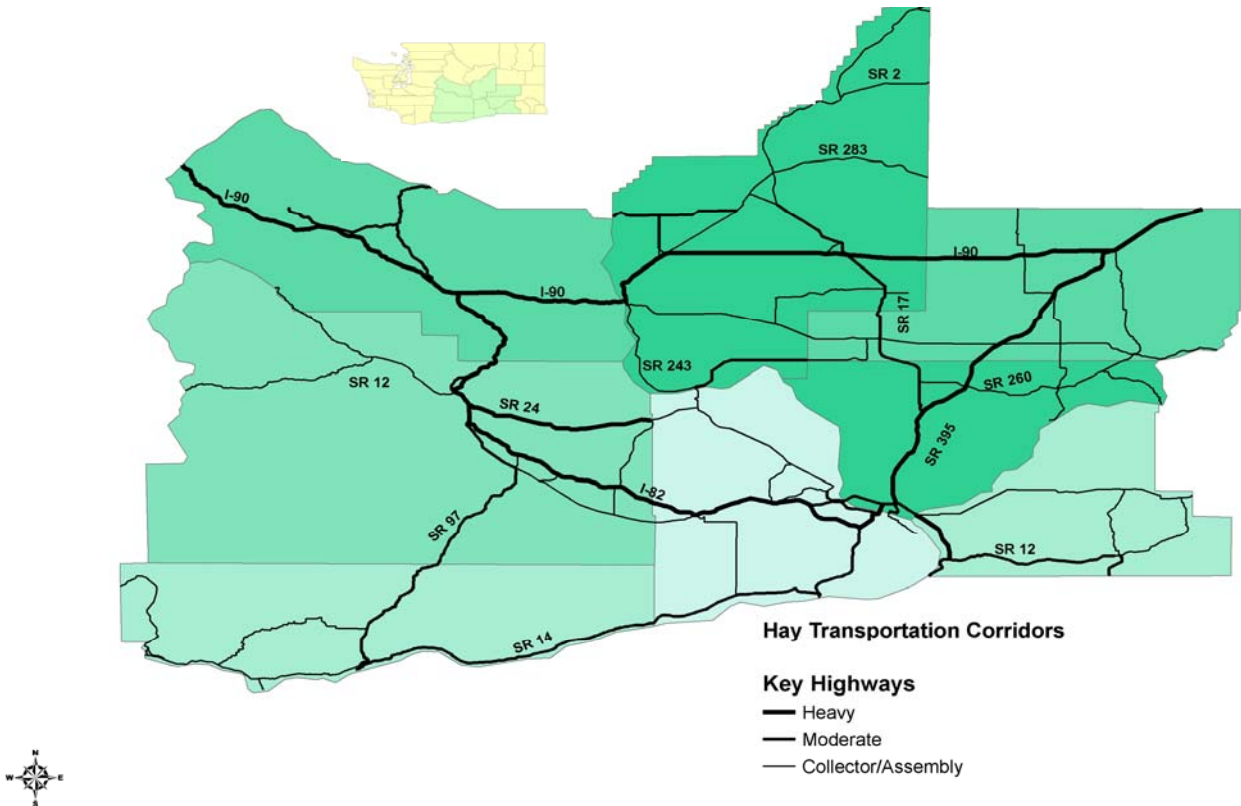 SR 2
SR 283
I-90
I-90
I-90
SR 17
SR 243
SR 12
SR 260
SR 24
SR 395
I-82
SR 97
SR 12
SR 14
Hay Transportation Corridors
Key Highways
Heavy
Moderate
Collector/Assembly
N
W E
S